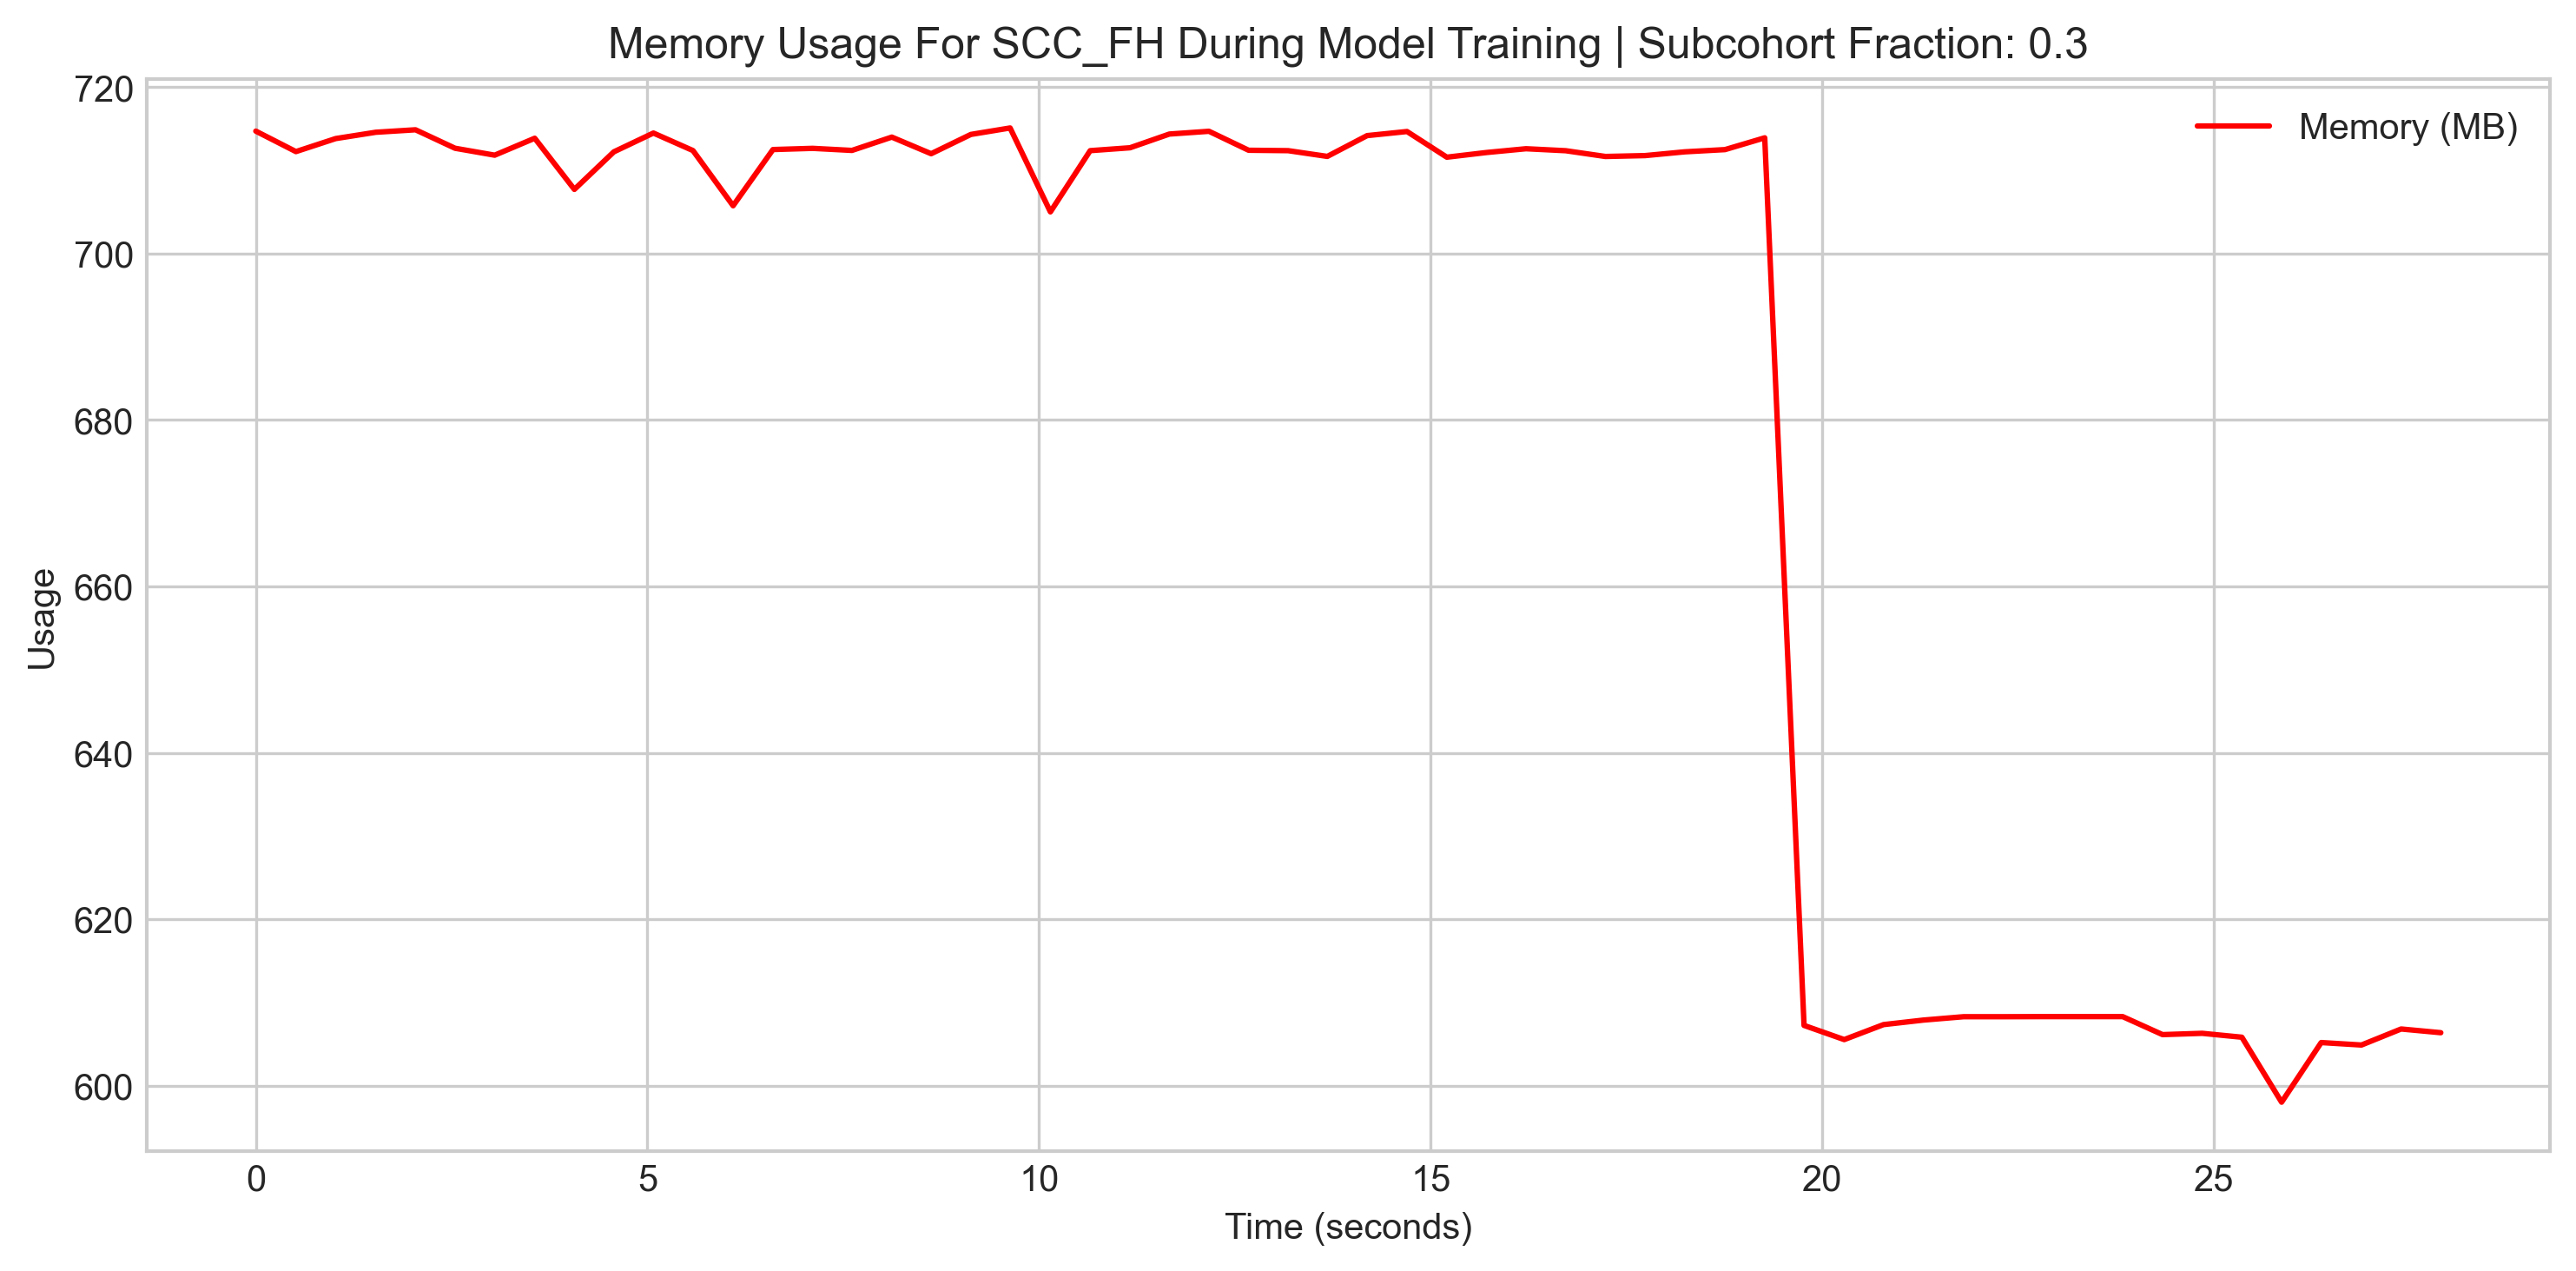 Memory Usage For SCC_FH During Model Training | Subcohort Fraction: 0.3
720
700
680
660
640
620
600
Usage
Memory (MB)
0 5 10 15 20 25
Time (seconds)